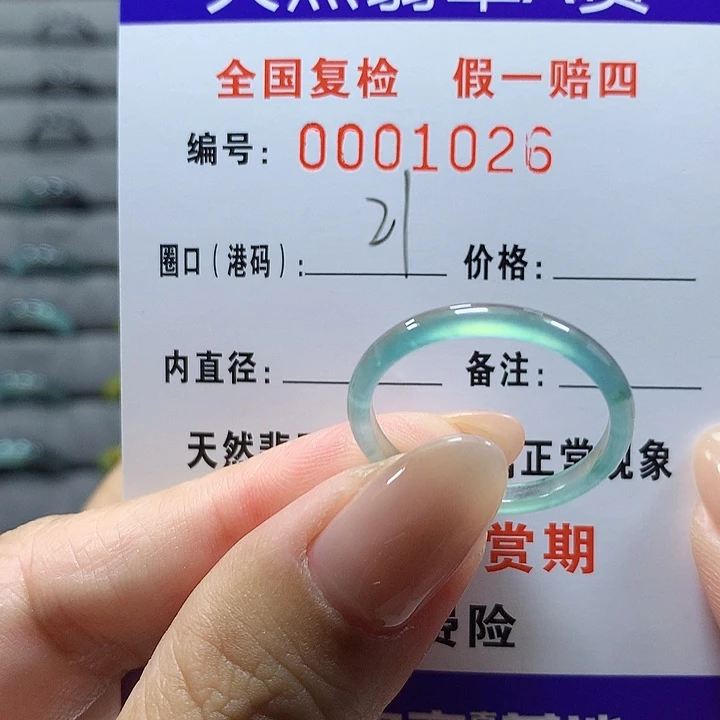 全国复检 假一赔四
编号：0001026
圈口（港码）：21 价格：
内直径： 备注：
天然翡 正常现象
赏期
险